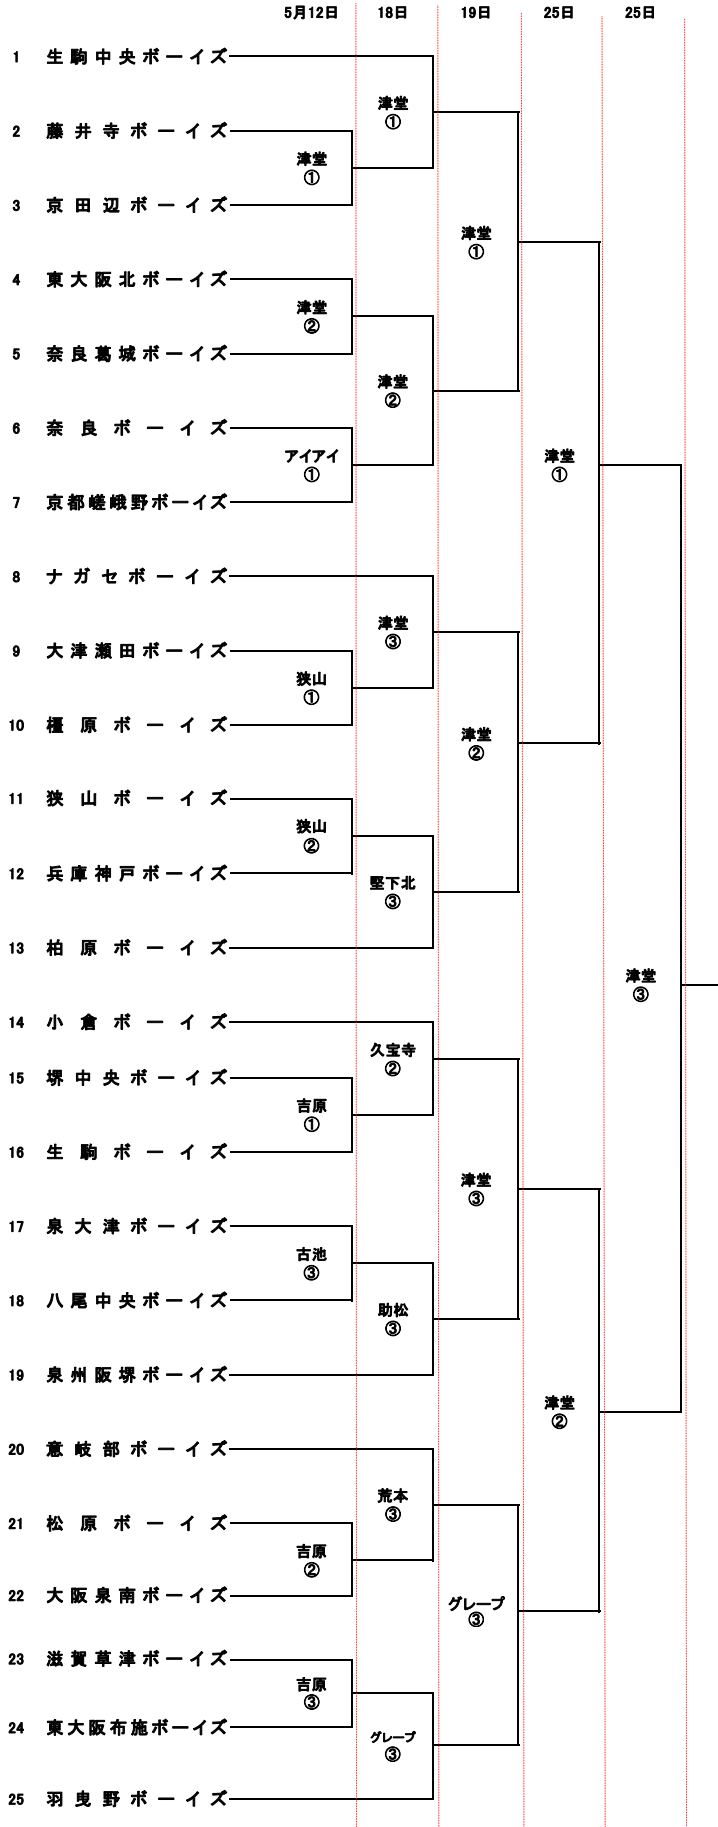 5月12日 18日 19日 25日 25日
1 生駒中央ボーイズ
津堂
①
2 藤井寺ボーイズ
津堂
①
3 京田辺ボーイズ
津堂
①
4 東大阪北ボーイズ
津堂
②
5 奈良葛城ボーイズ
津堂
②
6 奈良ボーイズ
アイアイ
①
津堂
①
7 京都嵯峨野ボーイズ
8 ナガセボーイズ
津堂
③
9 大津瀬田ボーイズ
狭山
①
10 橿原ボーイズ
津堂
②
11 狭山ボーイズ
狭山
②
12 兵庫神戸ボーイズ
堅下北
③
13 柏原ボーイズ
津堂
③
14 小倉ボーイズ
久宝寺
②
15 堺中央ボーイズ
吉原
①
16 生駒ボーイズ
津堂
③
17 泉大津ボーイズ
古池
③
18 八尾中央ボーイズ
助松
③
19 泉州阪堺ボーイズ
津堂
②
20 意岐部ボーイズ
荒本
③
21 松原ボーイズ
吉原
②
22 大阪泉南ボーイズ
グレープ
③
23 滋賀草津ボーイズ
吉原
③
24 東大阪布施ボーイズ
グレープ
③
25 羽曳野ボーイズ